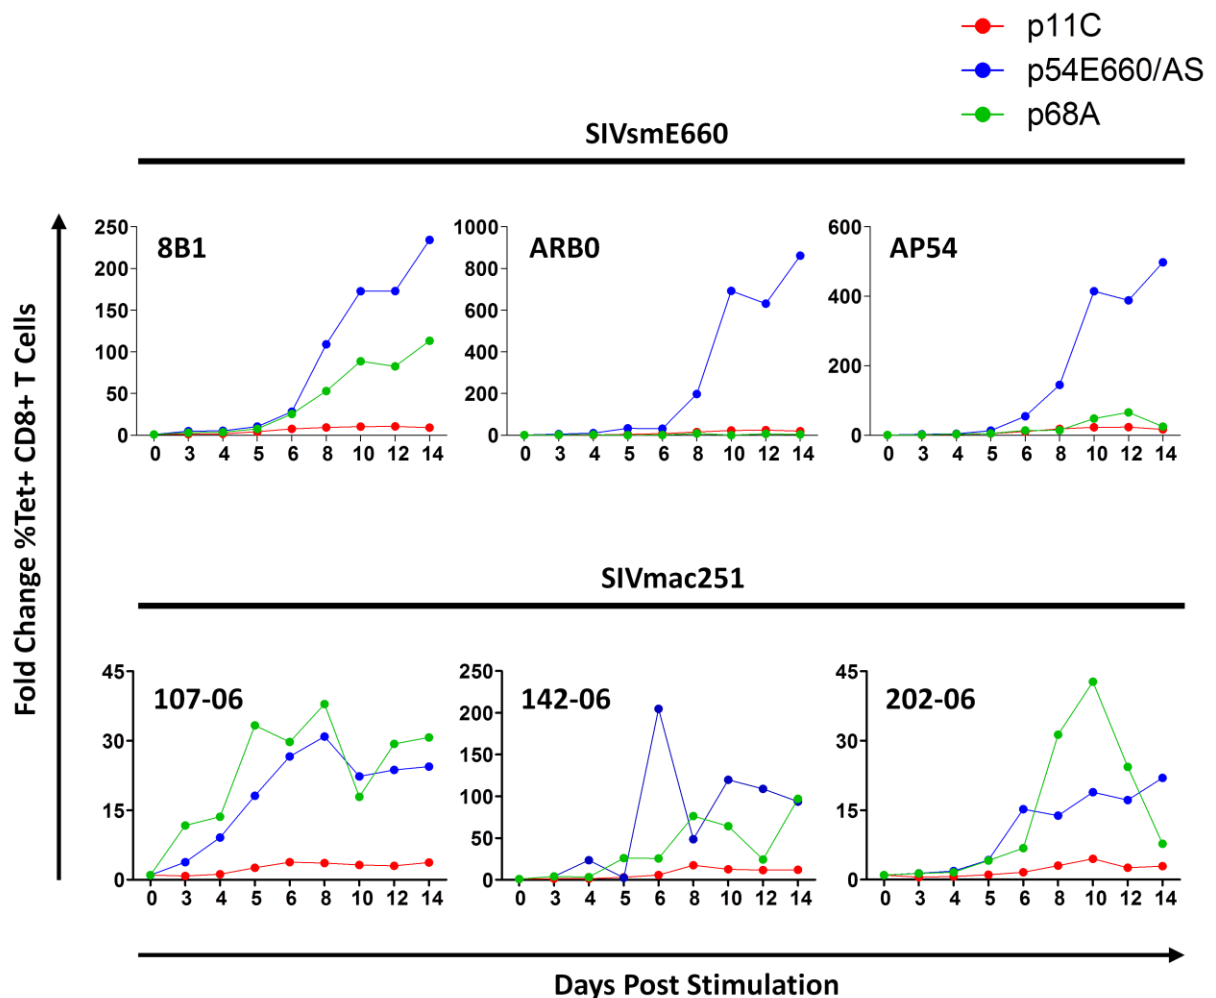 p11C
p54E660/AS
p68A
SIVsmE660
Fold Change %Tet+ CD8+ T Cells
8B1
250
200
150
100
50
0
0 3 4 5 6 8 10 12 14
ARB0
1000
800
600
400
200
0
0 3 4 5 6 8 10 12 14
AP54
600
400
200
0
0 3 4 5 6 8 10 12 14
SIVmac251
107-06
45
30
15
0
0 3 4 5 6 8 10 12 14
142-06
250
200
150
100
50
0
0 3 4 5 6 8 10 12 14
202-06
45
30
15
0
0 3 4 5 6 8 10 12 14
Days Post Stimulation